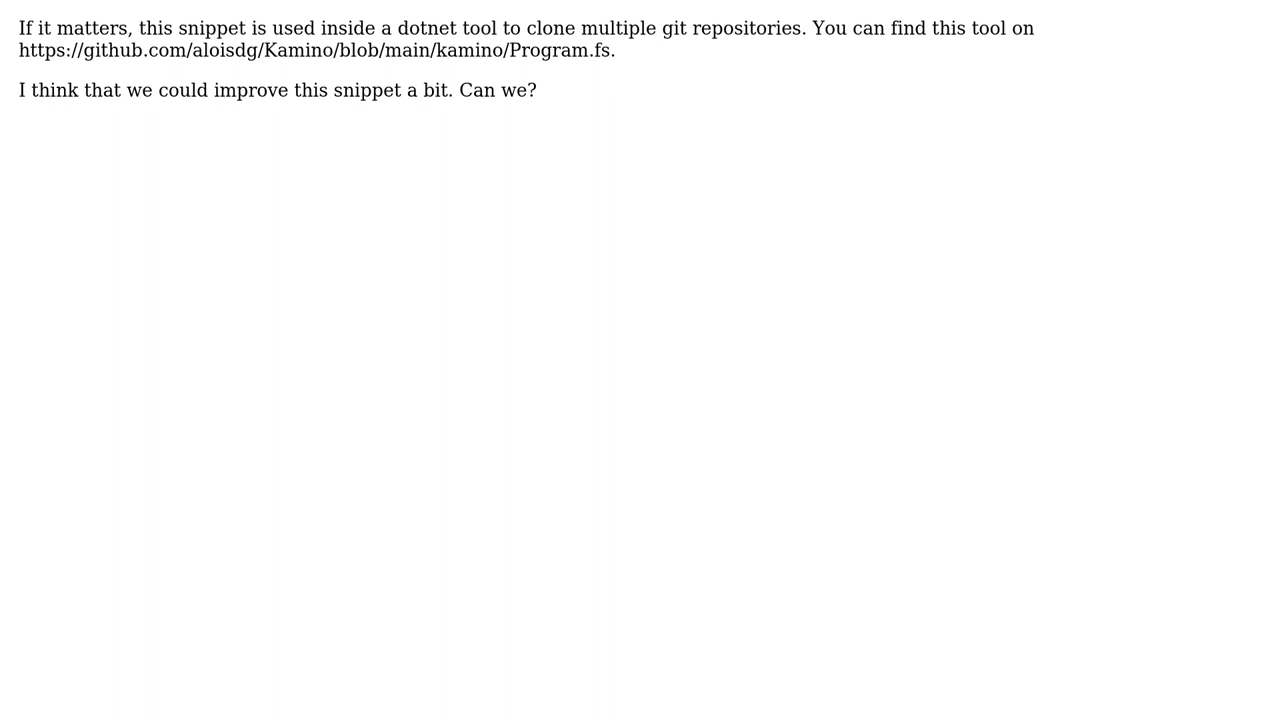 If it matters, this snippet is used inside a dotnet tool to clone multiple git repositories. You can find this tool on
https://github.com/aloisdg/Kamino/blob/main/kamino/Program.fs.
I think that we could improve this snippet a bit. Can we?